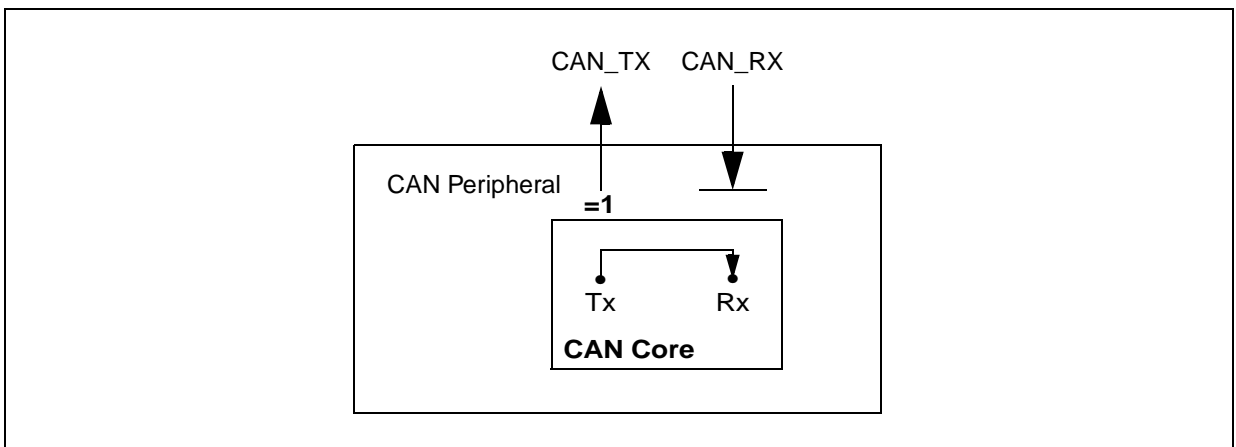 CAN_TX CAN_RX
CAN Peripheral
=1
Tx Rx
CAN Core